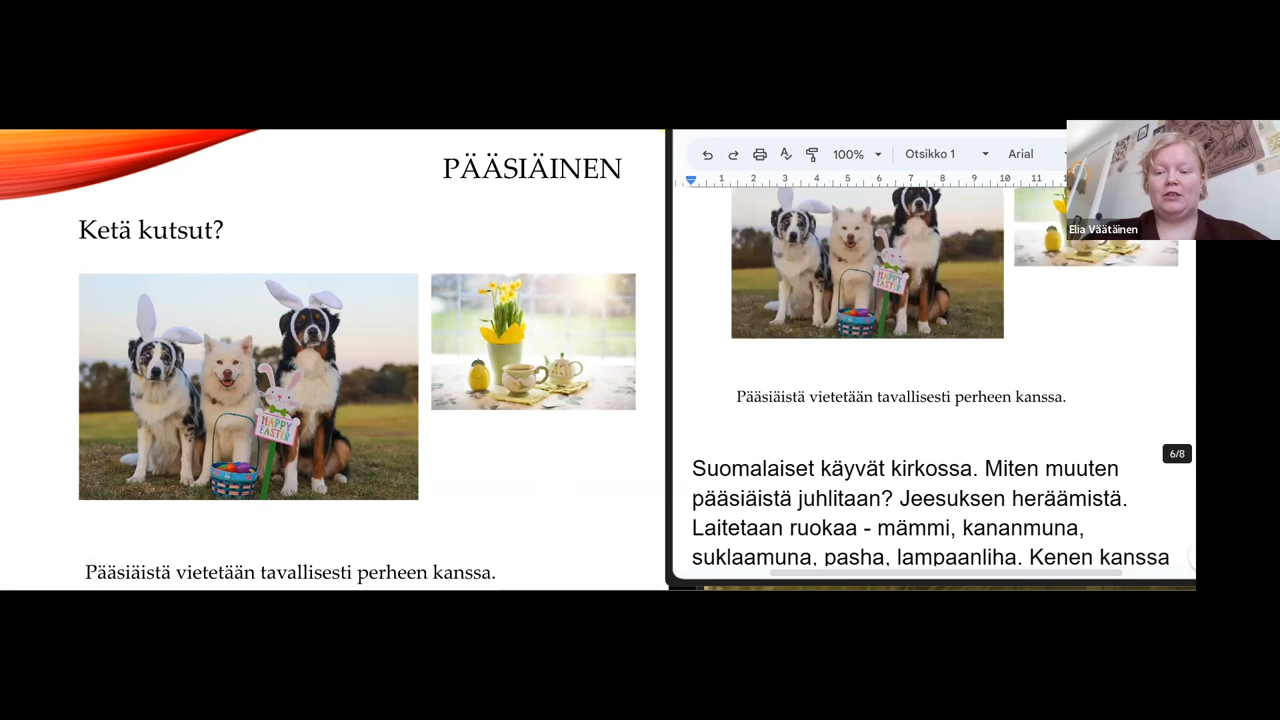 PÄÄSIÄINEN
Ketä kutsut?
HAPPY
EASTER
Pääsiäistä vietetään tavallisesti perheen kanssa.
100%
Otsikko 1
Arial
1 2 3 4 5 6 7 8 9 10 11
Elia Väätäinen
HAPPY
EASTER
Pääsiäistä vietetään tavallisesti perheen kanssa.
6/8
Suomalaiset käyvät kirkossa. Miten muuten
pääsiäistä juhlitaan? Jeesuksen heräämistä.
Laitetaan ruokaa - mämmi, kananmuna,
suklaamuna, pasha, lampaanliha. Kenen kanssa